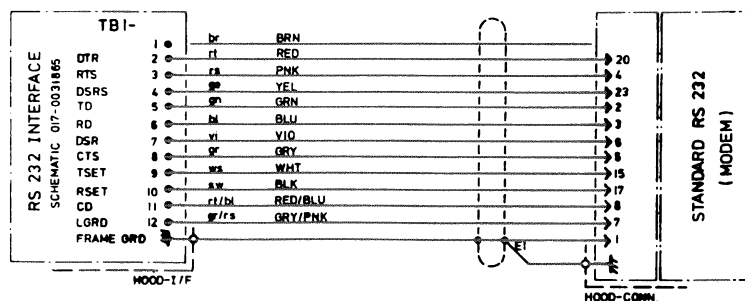 TB1-
1 br BRN
DTR 2 rt RED 20
RTS 3 rs PNK 4
DSRS 4 ge YEL 23
TD 5 gn GRN 2
RD 6 bl BLU 3
DSR 7 vi VIO 6
CTS 8 gr GRY 5
TSET 9 ws WHT 15
RSET 10 sw BLK 17
CD 11 rt/bl RED/BLU 8
LGRD 12 gr/rs GRY/PNK 7
FRAME GRD E1 1
RS 232 INTERFACE
SCHEMATIC 017-0031865
STANDARD RS 232
(MODEM)
HOOD-I/F
HOOD-CONN.